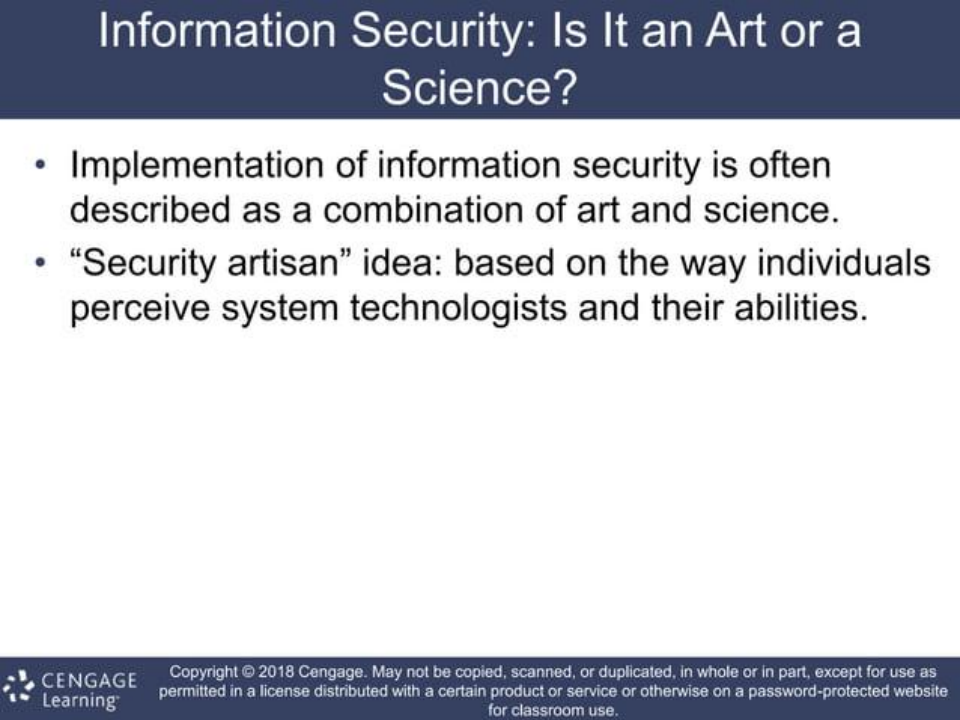 Information Security: Is It an Art or a
Science?
• Implementation of information security is often
described as a combination of art and science.
• “Security artisan” idea: based on the way individuals
perceive system technologists and their abilities.
CENGAGE
Learning™
Copyright © 2018 Cengage. May not be copied, scanned, or duplicated, in whole or in part, except for use as
permitted in a license distributed with a certain product or service or otherwise on a password-protected website
for classroom use.